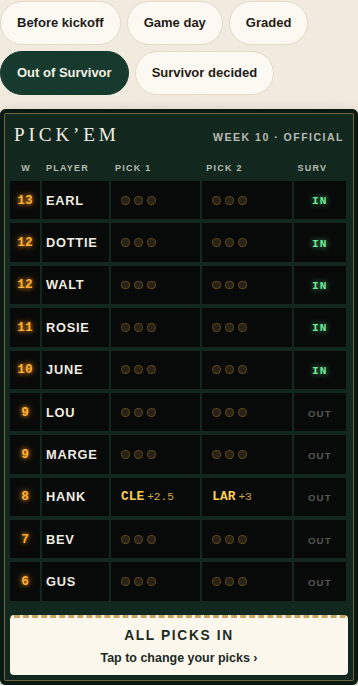 Before kickoff Game day Graded
Out of Survivor Survivor decided
PICK’EM WEEK 10 · OFFICIAL
W PLAYER PICK 1 PICK 2 SURV
13 EARL IN
12 DOTTIE IN
12 WALT IN
11 ROSIE IN
10 JUNE IN
9 LOU OUT
9 MARGE OUT
8 HANK CLE +2.5 LAR +3 OUT
7 BEV OUT
6 GUS OUT
ALL PICKS IN
Tap to change your picks ›